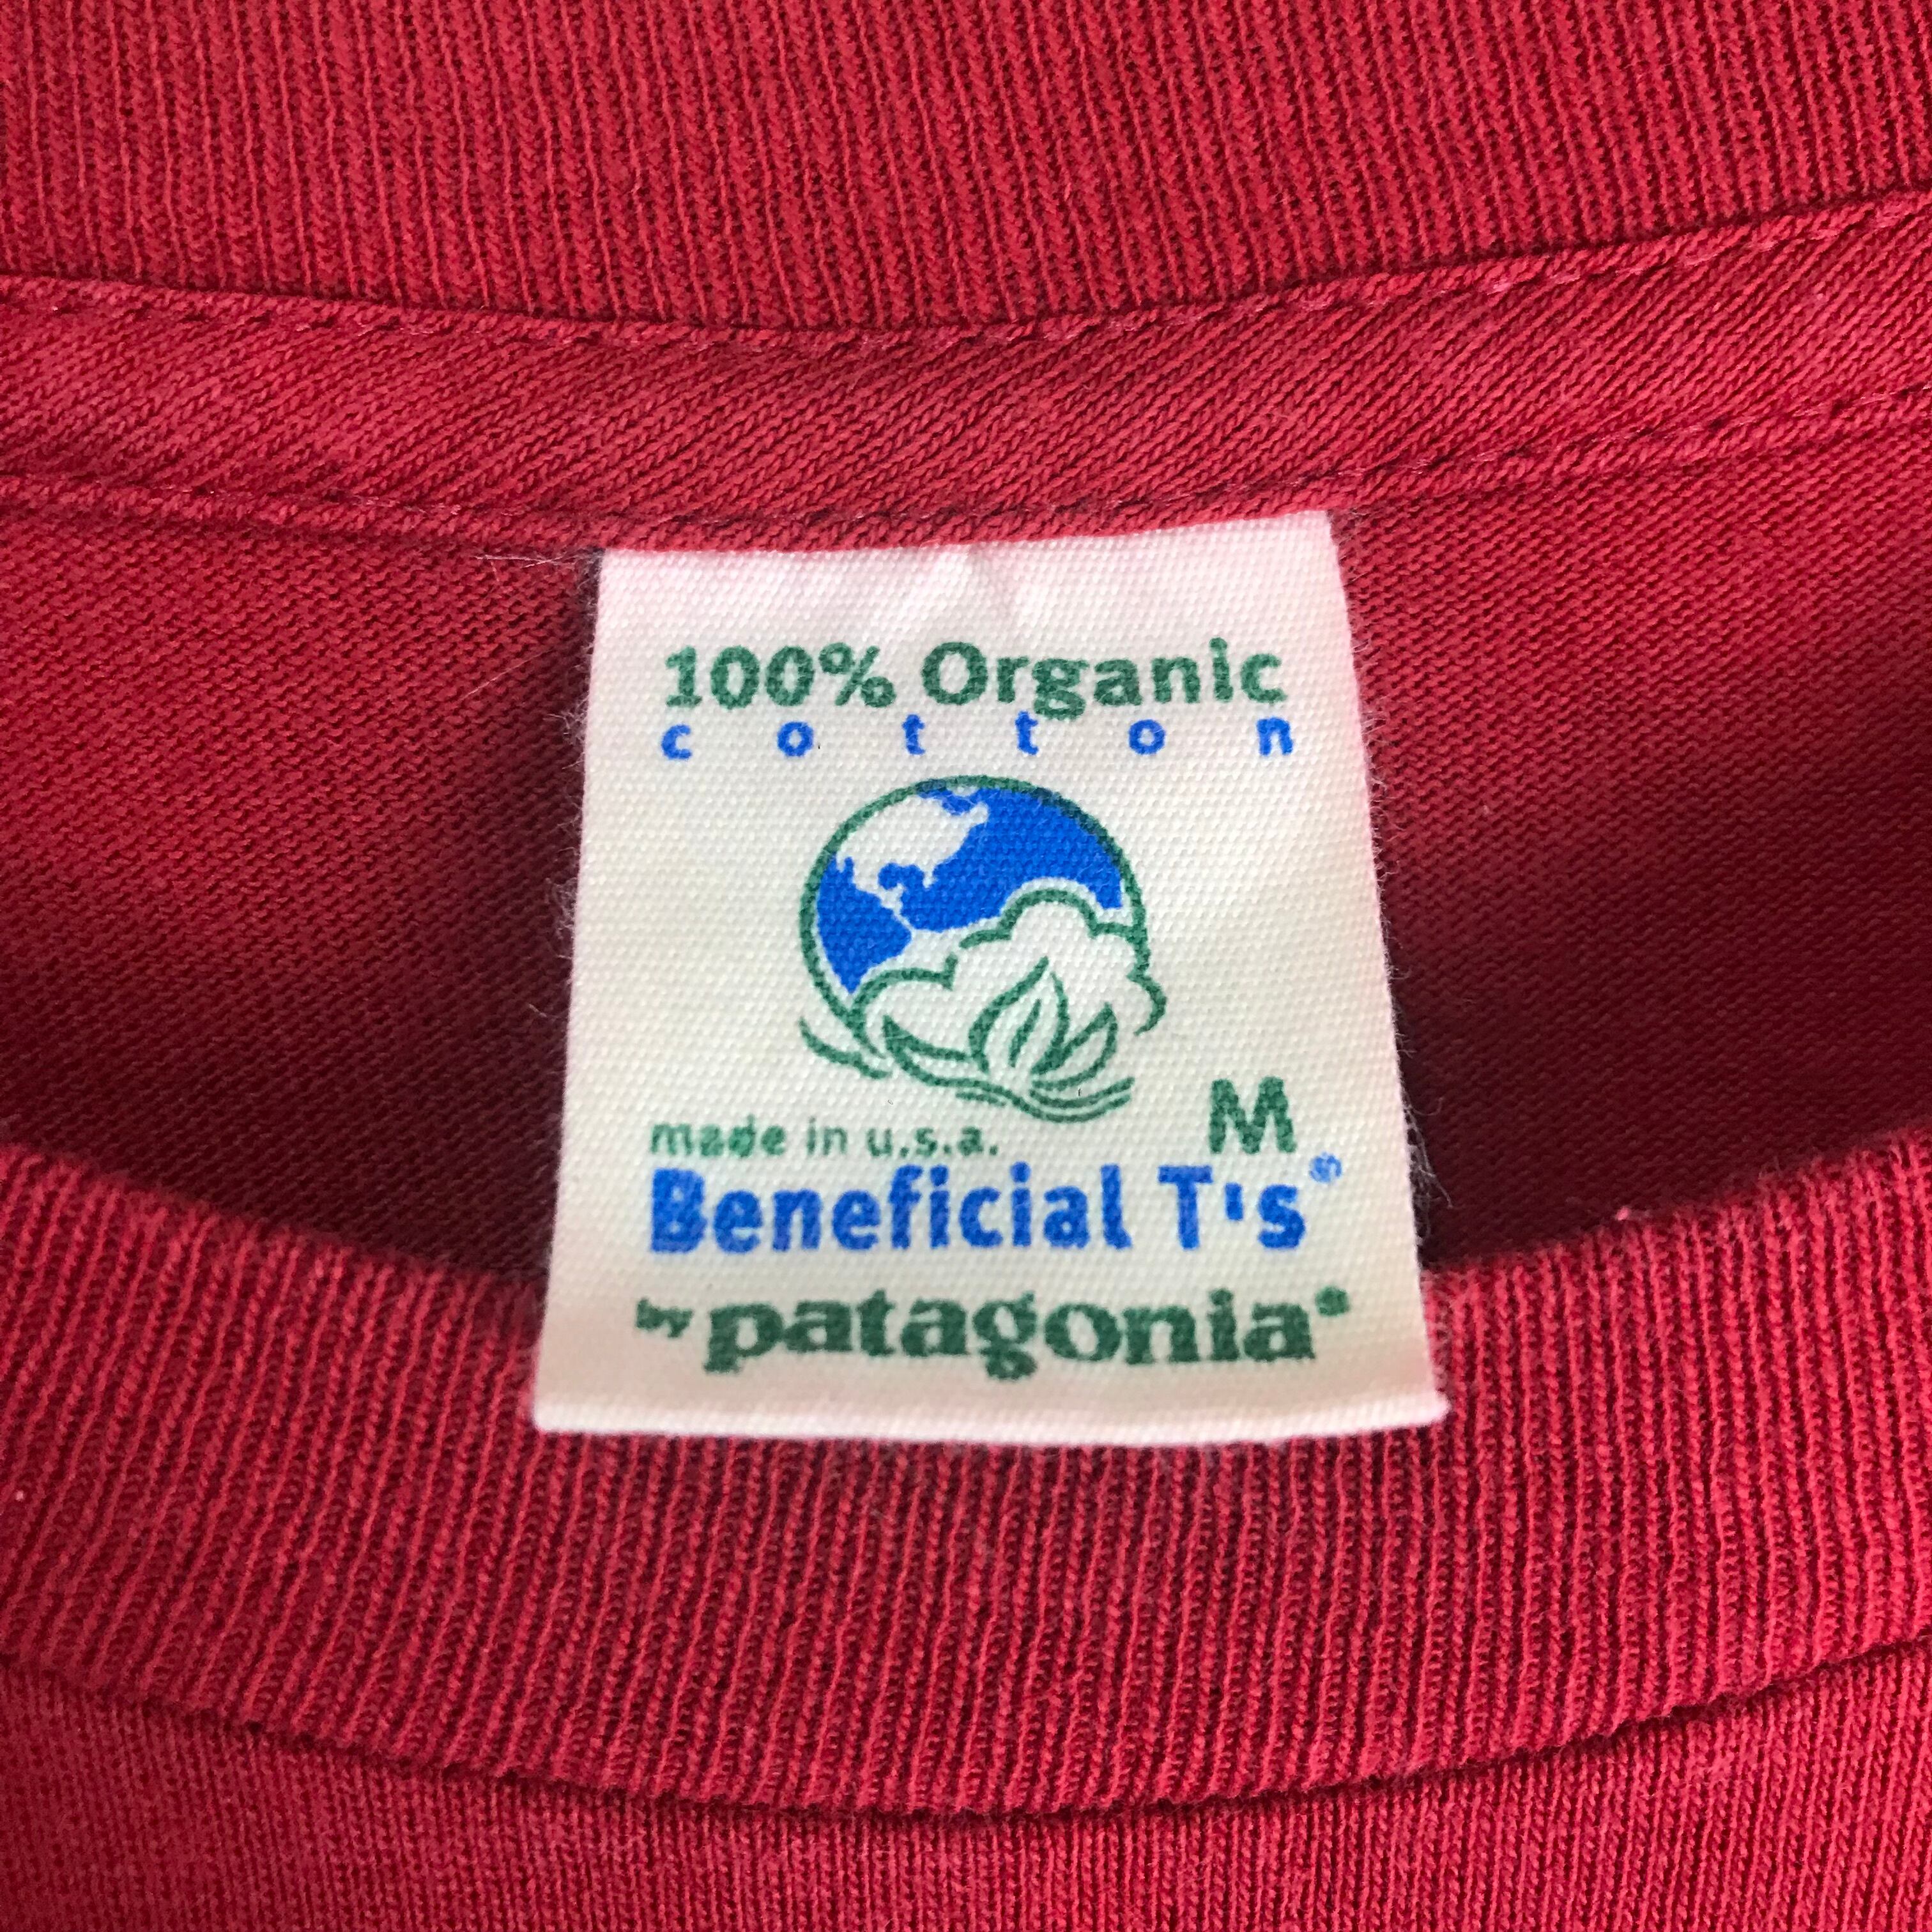 100% Organic
cotton
M
made in u.s.a.
Beneficial T's®
by patagonia®